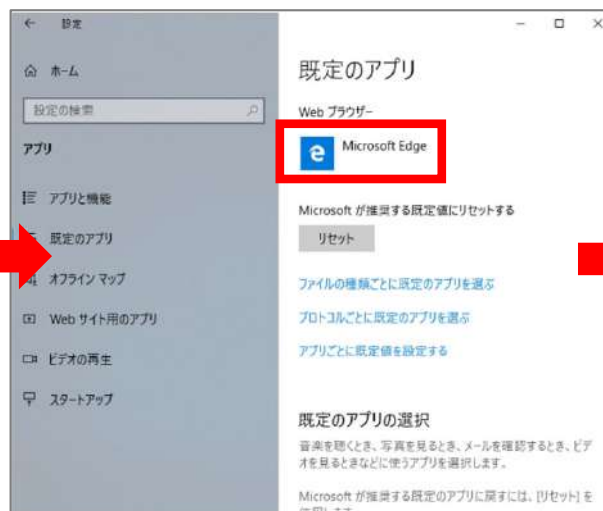 設定
ホーム
設定の検索
アプリ
アプリと機能
既定のアプリ
オフライン マップ
Web サイト用のアプリ
ビデオの再生
スタートアップ
既定のアプリ
Web ブラウザー
Microsoft Edge
Microsoft が推奨する既定値にリセットする
リセット
ファイルの種類ごとに既定のアプリを選ぶ
プロトコルごとに既定のアプリを選ぶ
アプリごとに既定値を設定する
既定のアプリの選択
音楽を聴くとき、写真を見るとき、メールを確認するとき、ビデ
オを見るときなどに使うアプリを選択します。
Microsoft が推奨する既定のアプリに戻すには、[リセット] を